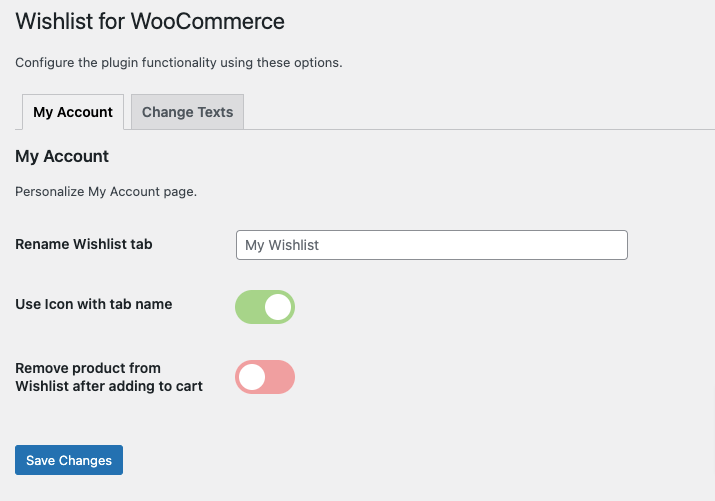 Wishlist for WooCommerce
Configure the plugin functionality using these options.
My Account
Change Texts
My Account
Personalize My Account page.
Rename Wishlist tab
My Wishlist
Use Icon with tab name
Remove product from
Wishlist after adding to cart
Save Changes